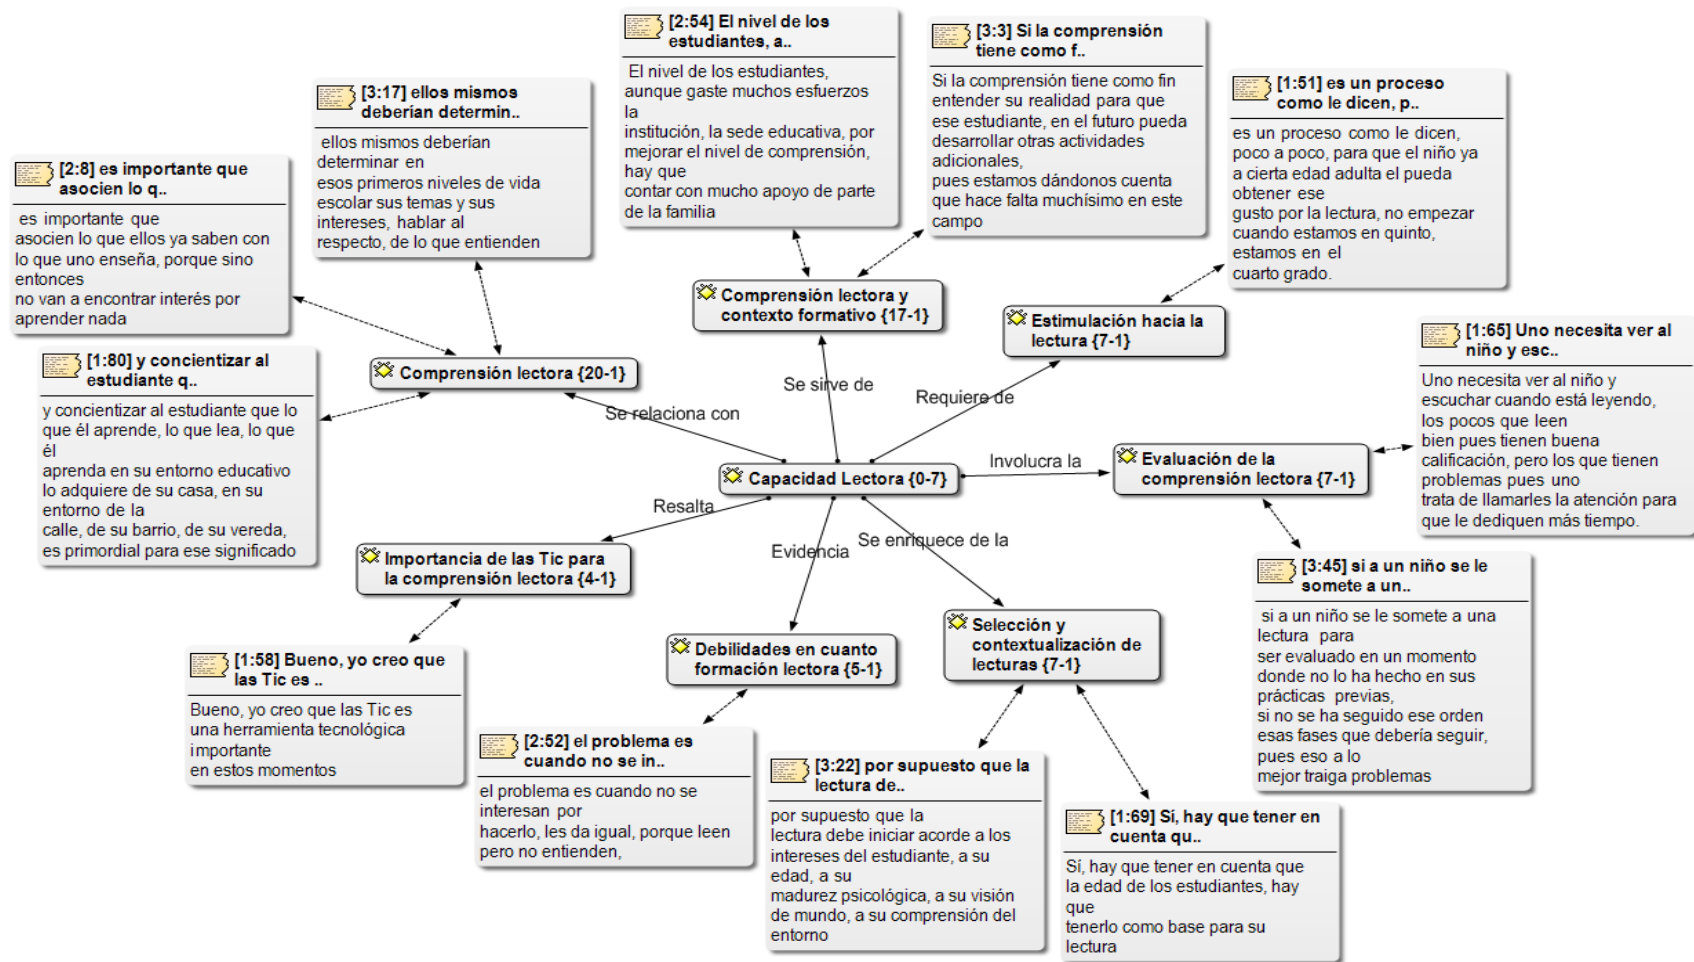 [2:54] El nivel de los
estudiantes, a..
El nivel de los estudiantes,
aunque gaste muchos esfuerzos
la
institución, la sede educativa, por
mejorar el nivel de comprensión,
hay que
contar con mucho apoyo de parte
de la familia
[3:3] Si la comprensión
tiene como f..
Si la comprensión tiene como fin
entender su realidad para que
ese estudiante, en el futuro pueda
desarrollar otras actividades
adicionales,
pues estamos dándonos cuenta
que hace falta muchísimo en este
campo
[1:51] es un proceso
como le dicen, p..
es un proceso como le dicen,
poco a poco, para que el niño ya
a cierta edad adulta el pueda
obtener ese
gusto por la lectura, no empezar
cuando estamos en quinto,
estamos en el
cuarto grado.
[3:17] ellos mismos
deberían determin..
ellos mismos deberían
determinar en
esos primeros niveles de vida
escolar sus temas y sus
intereses, hablar al
respecto, de lo que entienden
[2:8] es importante que
asocien lo q..
es importante que
asocien lo que ellos ya saben con
lo que uno enseña, porque sino
entonces
no van a encontrar interés por
aprender nada
[1:80] y concientizar al
estudiante q..
y concientizar al estudiante que lo
que él aprende, lo que lea, lo que
él
aprenda en su entorno educativo
lo adquiere de su casa, en su
entorno de la
calle, de su barrio, de su vereda,
es primordial para ese significado
Comprensión lectora {20-1}
Comprensión lectora y
contexto formativo {17-1}
Estimulación hacia la
lectura {7-1}
[1:65] Uno necesita ver al
niño y esc..
Uno necesita ver al niño y
escuchar cuando está leyendo,
los pocos que leen
bien pues tienen buena
calificación, pero los que tienen
problemas pues uno
trata de llamarles la atención para
que le dediquen más tiempo.
Se relaciona con
Se sirve de
Requiere de
Capacidad Lectora {0-7}
Involucra la
Evaluación de la
comprensión lectora {7-1}
Resalta
Evidencia
Se enriquece de la
Importancia de las Tic para
la comprensión lectora {4-1}
Debilidades en cuanto
formación lectora {5-1}
Selección y
contextualización de
lecturas {7-1}
[3:45] si a un niño se le
somete a un..
si a un niño se le somete a una
lectura para
ser evaluado en un momento
donde no lo ha hecho en sus
prácticas previas,
si no se ha seguido ese orden
esas fases que debería seguir,
pues eso a lo
mejor traiga problemas
[1:58] Bueno, yo creo que
las Tic es ..
Bueno, yo creo que las Tic es
una herramienta tecnológica
importante
en estos momentos
[2:52] el problema es
cuando no se in..
el problema es cuando no se
interesan por
hacerlo, les da igual, porque leen
pero no entienden,
[3:22] por supuesto que la
lectura de..
por supuesto que la
lectura debe iniciar acorde a los
intereses del estudiante, a su
edad, a su
madurez psicológica, a su visión
de mundo, a su comprensión del
entorno
[1:69] Sí, hay que tener en
cuenta qu..
Sí, hay que tener en cuenta que
la edad de los estudiantes, hay
que
tenerlo como base para su
lectura